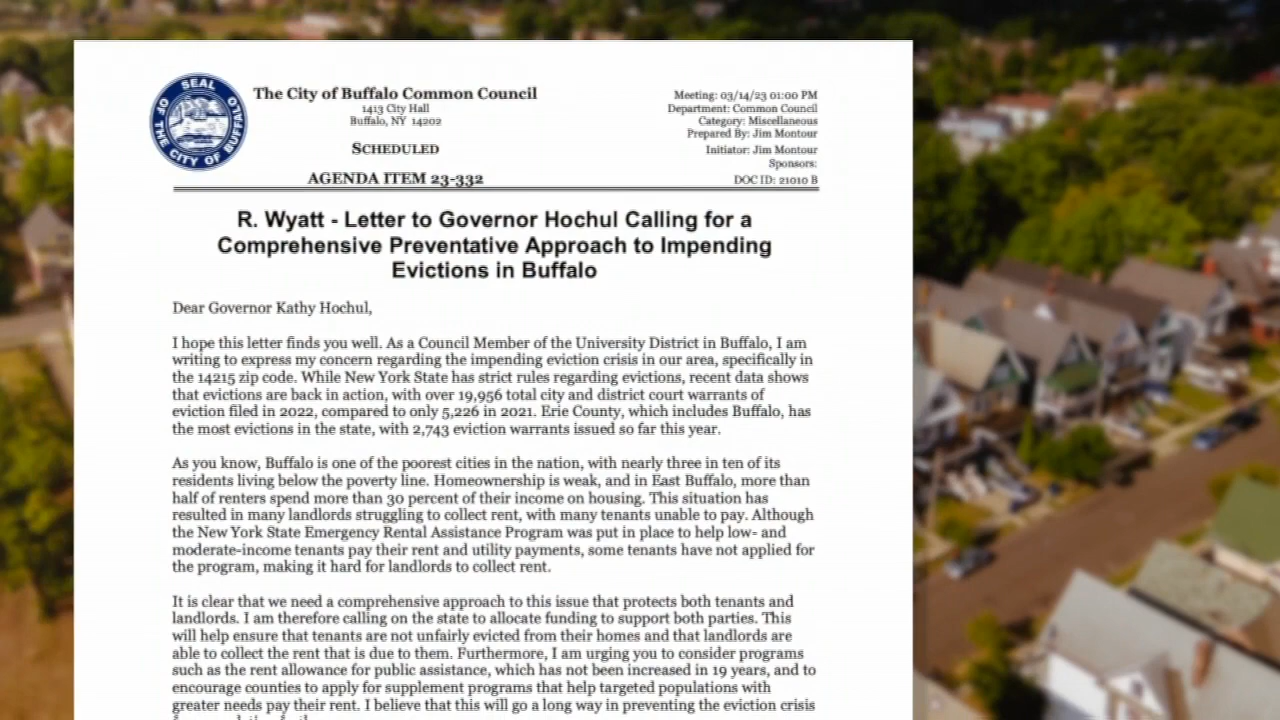 SEAL
OF THE CITY OF BUFFALO
The City of Buffalo Common Council
1413 City Hall
Buffalo, NY 14202
SCHEDULED
AGENDA ITEM 23-332
Meeting: 03/14/23 01:00 PM
Department: Common Council
Category: Miscellaneous
Prepared By: Jim Montour
Initiator: Jim Montour
Sponsors:
DOC ID: 21010 B
R. Wyatt - Letter to Governor Hochul Calling for a
Comprehensive Preventative Approach to Impending
Evictions in Buffalo
Dear Governor Kathy Hochul,
I hope this letter finds you well. As a Council Member of the University District in Buffalo, I am
writing to express my concern regarding the impending eviction crisis in our area, specifically in
the 14215 zip code. While New York State has strict rules regarding evictions, recent data shows
that evictions are back in action, with over 19,956 total city and district court warrants of
eviction filed in 2022, compared to only 5,226 in 2021. Erie County, which includes Buffalo, has
the most evictions in the state, with 2,743 eviction warrants issued so far this year.
As you know, Buffalo is one of the poorest cities in the nation, with nearly three in ten of its
residents living below the poverty line. Homeownership is weak, and in East Buffalo, more than
half of renters spend more than 30 percent of their income on housing. This situation has
resulted in many landlords struggling to collect rent, with many tenants unable to pay. Although
the New York State Emergency Rental Assistance Program was put in place to help low- and
moderate-income tenants pay their rent and utility payments, some tenants have not applied for
the program, making it hard for landlords to collect rent.
It is clear that we need a comprehensive approach to this issue that protects both tenants and
landlords. I am therefore calling on the state to allocate funding to support both parties. This
will help ensure that tenants are not unfairly evicted from their homes and that landlords are
able to collect the rent that is due to them. Furthermore, I am urging you to consider programs
such as the rent allowance for public assistance, which has not been increased in 19 years, and to
encourage counties to apply for supplement programs that help targeted populations with
greater needs pay their rent. I believe that this will go a long way in preventing the eviction crisis